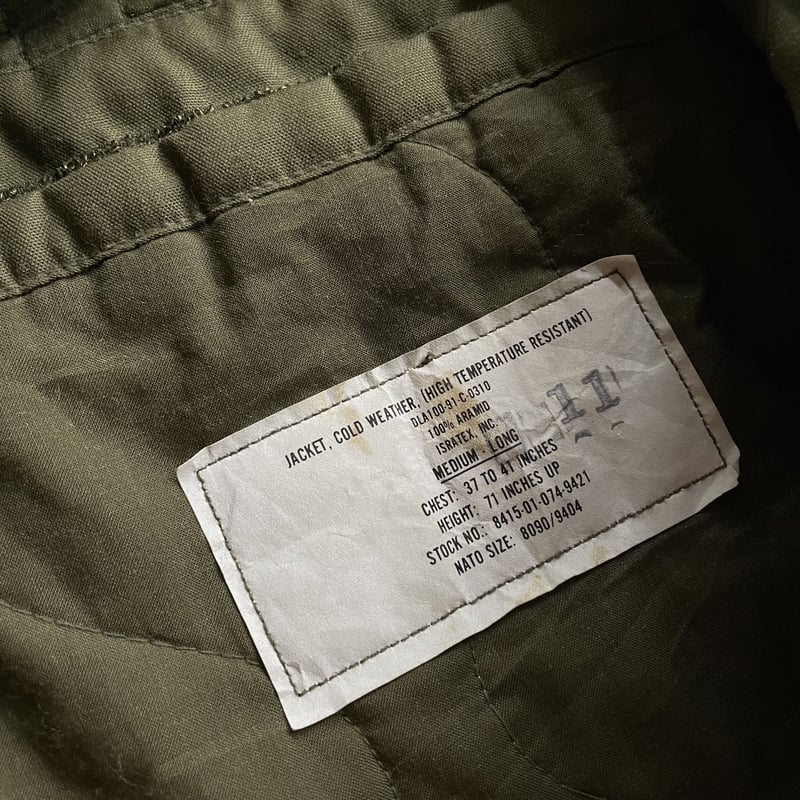 JACKET, COLD WEATHER, (HIGH TEMPERATURE RESISTANT)
DLA100-91-C-0310
100% ARAMID
ISRATEX, INC.
MEDIUM - LONG
CHEST: 37 TO 41 INCHES
HEIGHT: 71 INCHES UP
STOCK NO.: 8415-01-074-9421
NATO SIZE: 8090/9404
11